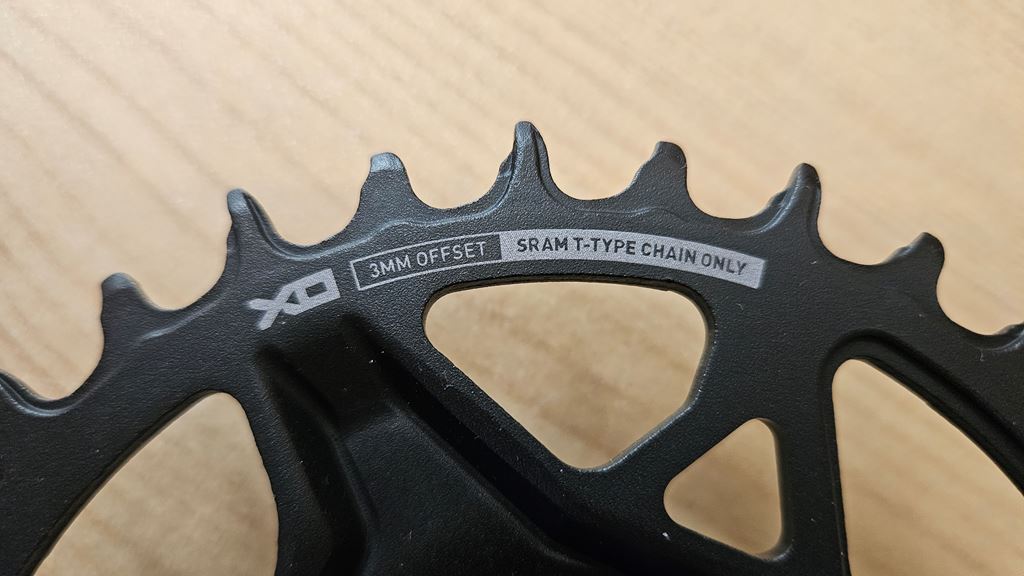 XO 3MM OFFSET SRAM T-TYPE CHAIN ONLY